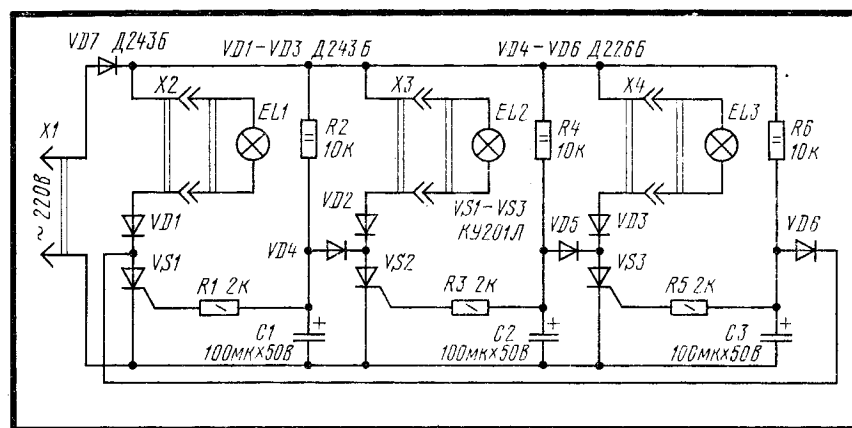 VD7 Д243Б
VD1-VD3 Д243Б
VD4-VD6 Д226Б
X2
X3
X4
EL1
EL2
EL3
R2
10к
R4
10к
R6
10к
X1
~220В
VD1
VD2
VD3
VS1-VS3
КУ201Л
VD4
VD5
VD6
VS1
VS2
VS3
R1 2к
R3 2к
R5 2к
C1
+
100мк×50В
C2
+
100мк×50В
C3
+
100мк×50В